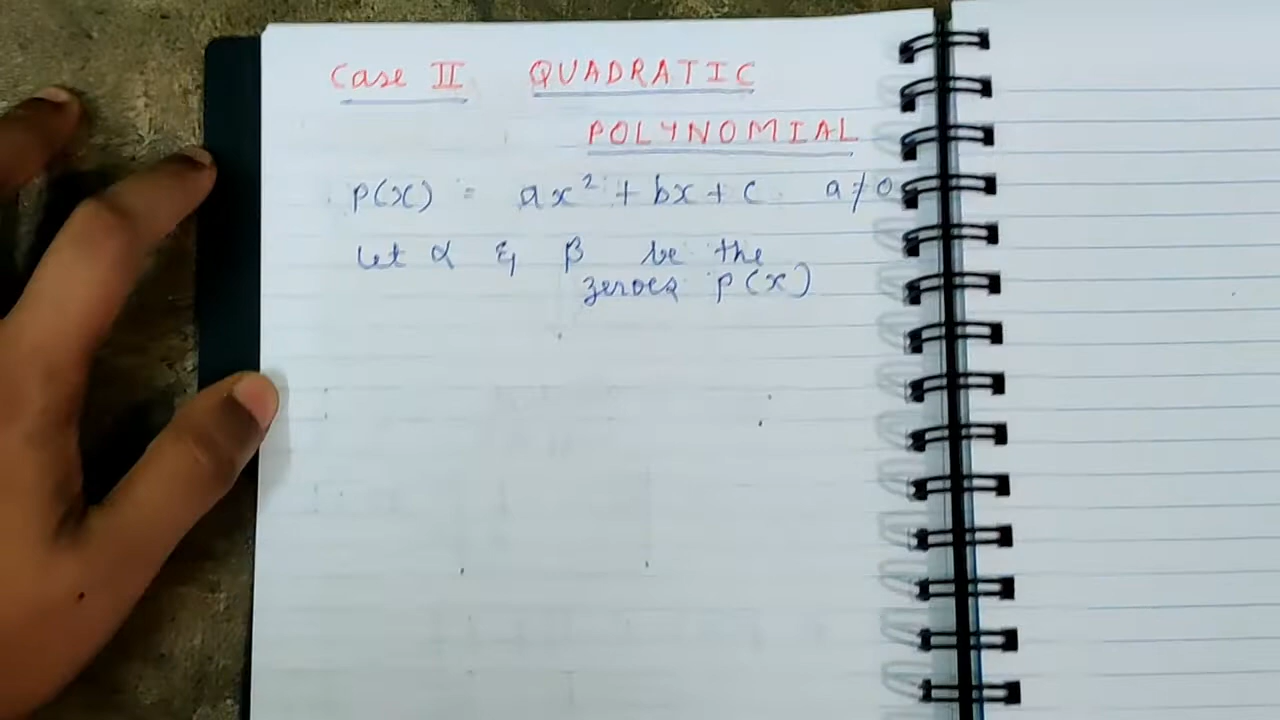 Case II QUADRATIC
POLYNOMIAL
P(x) = ax² + bx + c. a≠0
Let α & β be the
zeroes P(x)